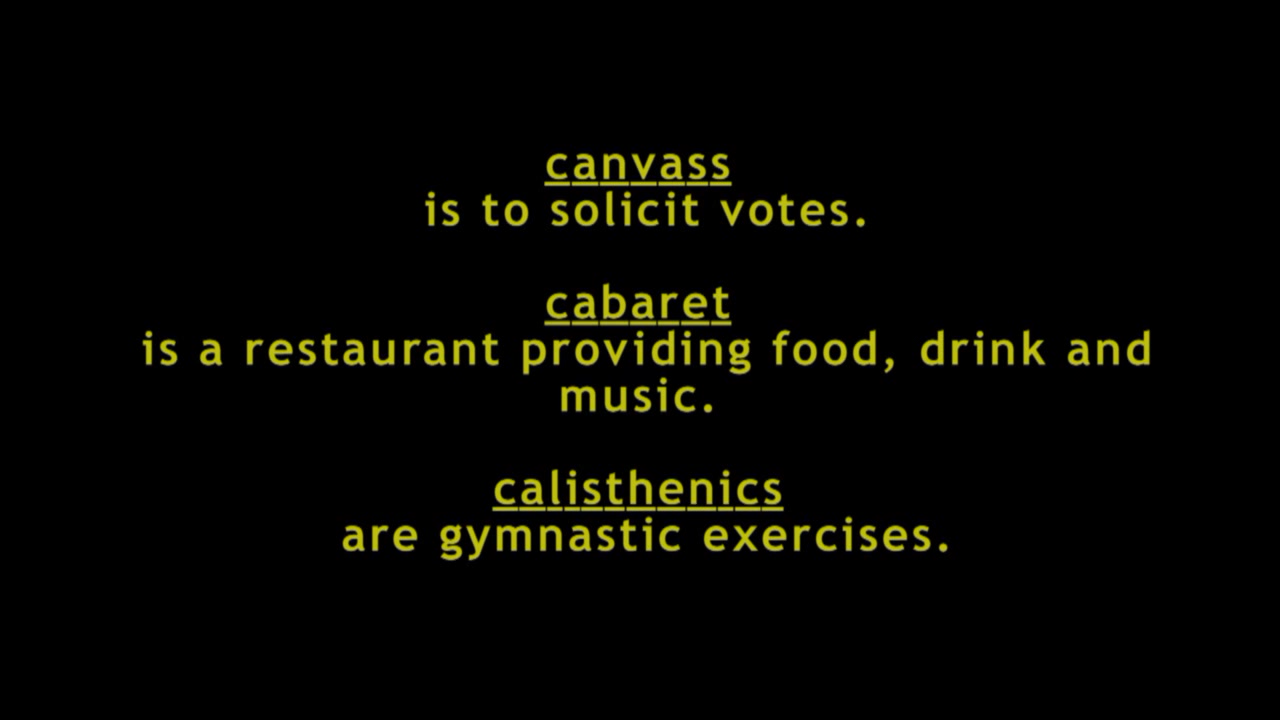 canvass
is to solicit votes.
cabaret
is a restaurant providing food, drink and
music.
calisthenics
are gymnastic exercises.